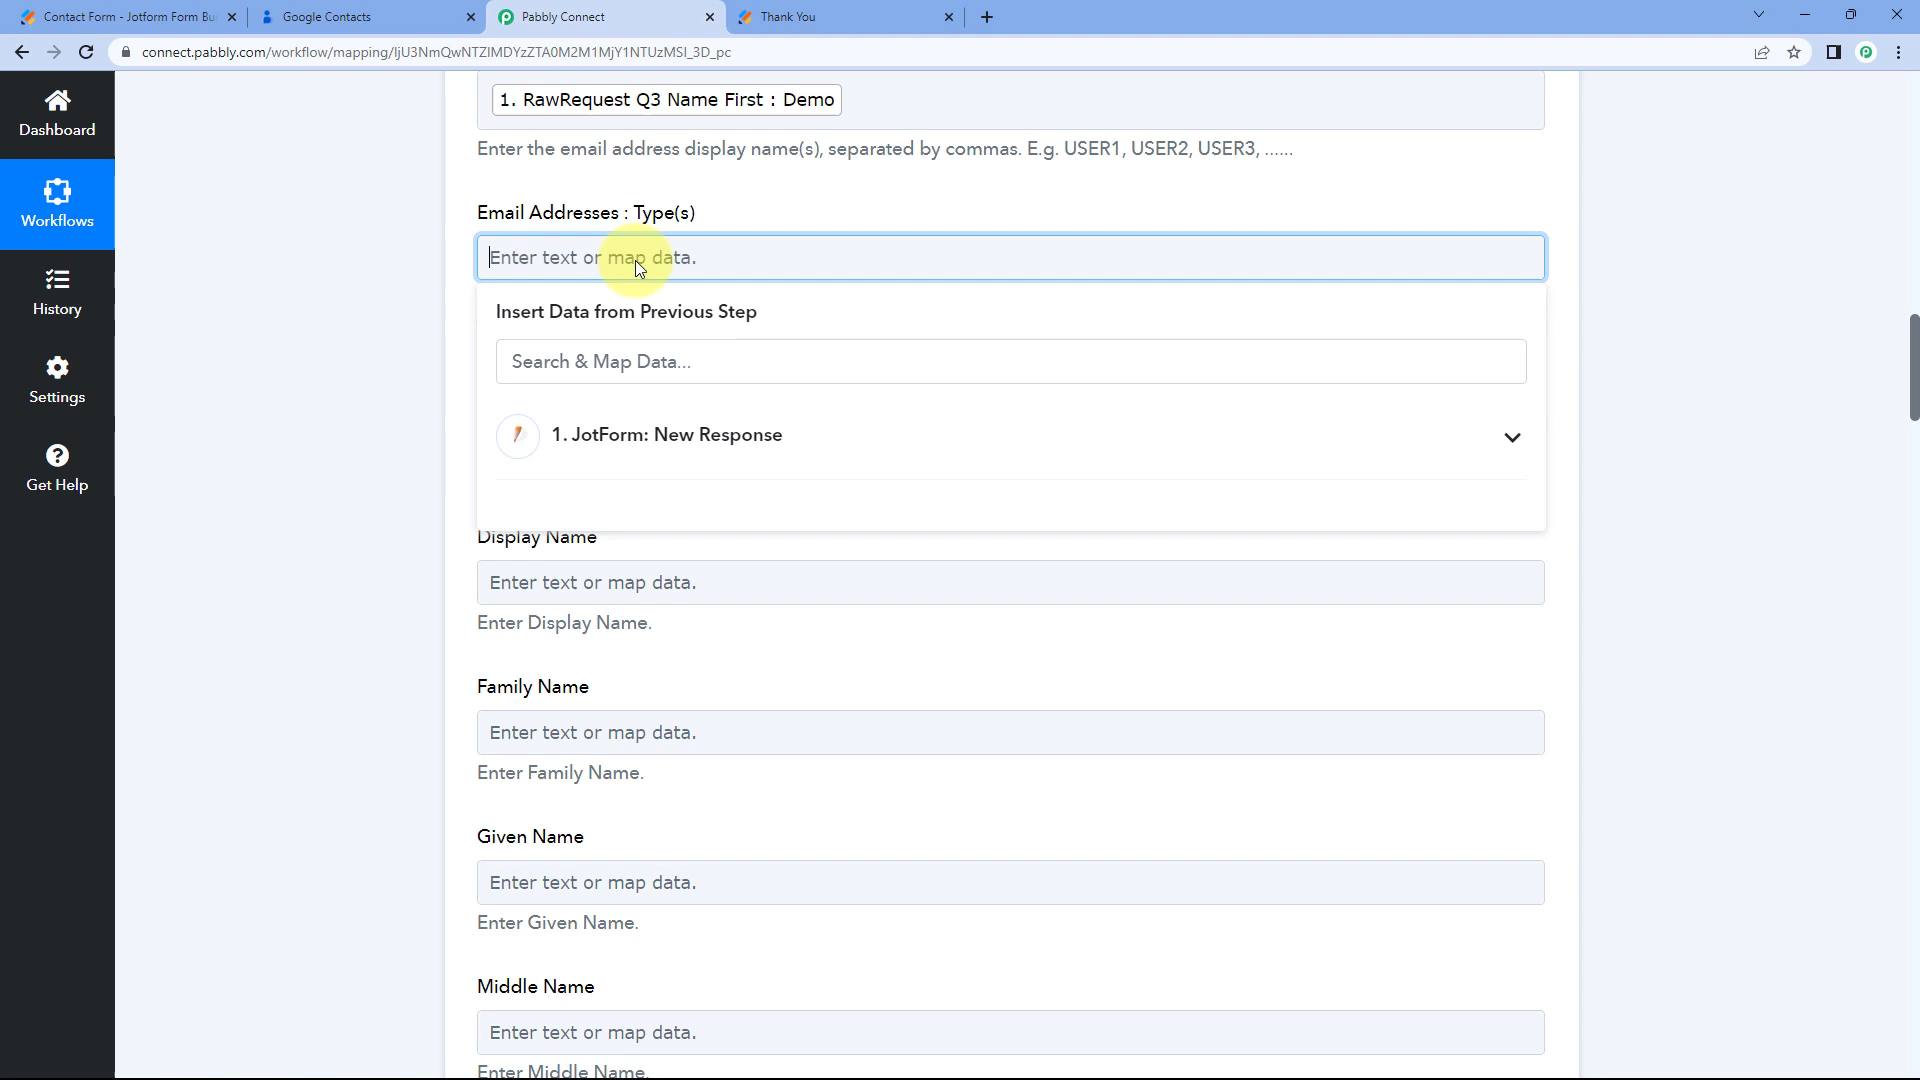 Contact Form - Jotform Form Bu
Google Contacts
Pabbly Connect
Thank You
connect.pabbly.com/workflow/mapping/IjU3NmQwNTZlMDYzZTA0M2M1MjY1NTUzMSI_3D_pc
Dashboard
Workflows
History
Settings
Get Help
1. RawRequest Q3 Name First : Demo
Enter the email address display name(s), separated by commas. E.g. USER1, USER2, USER3, ......
Email Addresses : Type(s)
Enter text or map data.
Insert Data from Previous Step
Search & Map Data...
1. JotForm: New Response
Display Name
Enter text or map data.
Enter Display Name.
Family Name
Enter text or map data.
Enter Family Name.
Given Name
Enter text or map data.
Enter Given Name.
Middle Name
Enter text or map data.
Enter Middle Name.